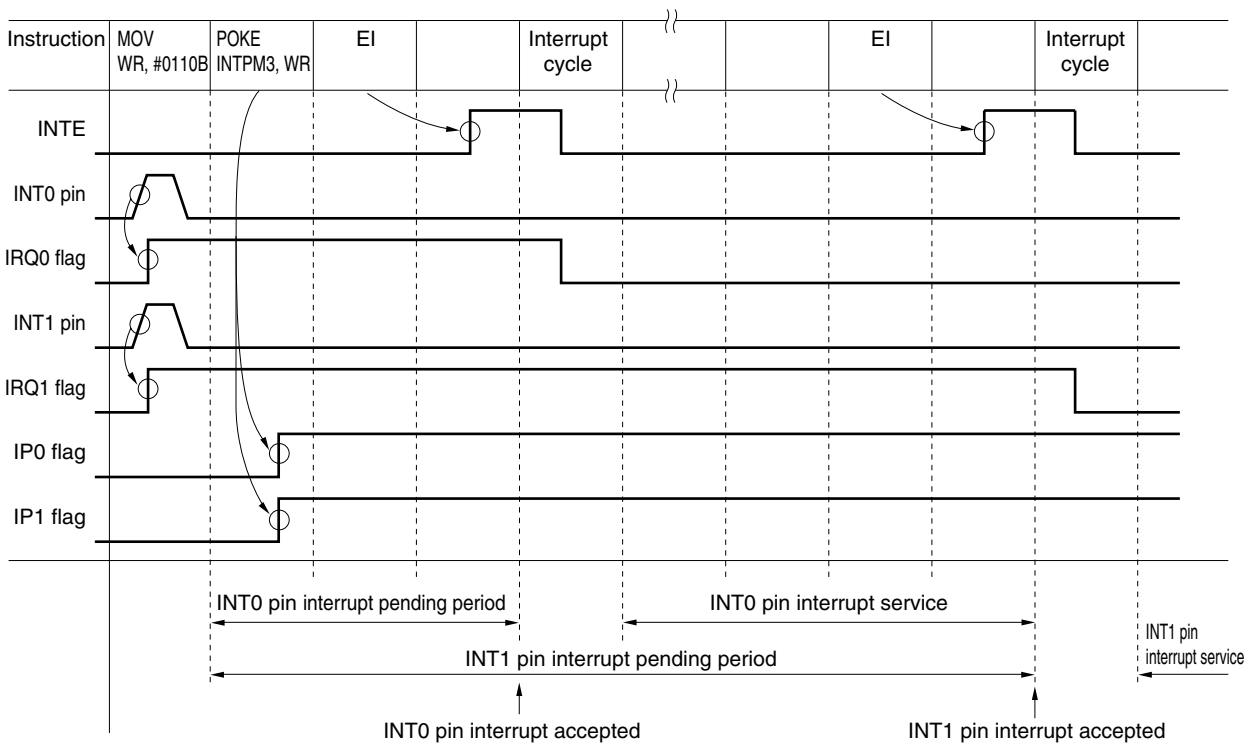 Instruction
MOV
WR, #0110B
POKE
INTPM3, WR
EI
Interrupt
cycle
EI
Interrupt
cycle
INTE
INT0 pin
IRQ0 flag
INT1 pin
IRQ1 flag
IP0 flag
IP1 flag
INT0 pin interrupt pending period
INT0 pin interrupt service
INT1 pin
interrupt service
INT1 pin interrupt pending period
INT0 pin interrupt accepted
INT1 pin interrupt accepted